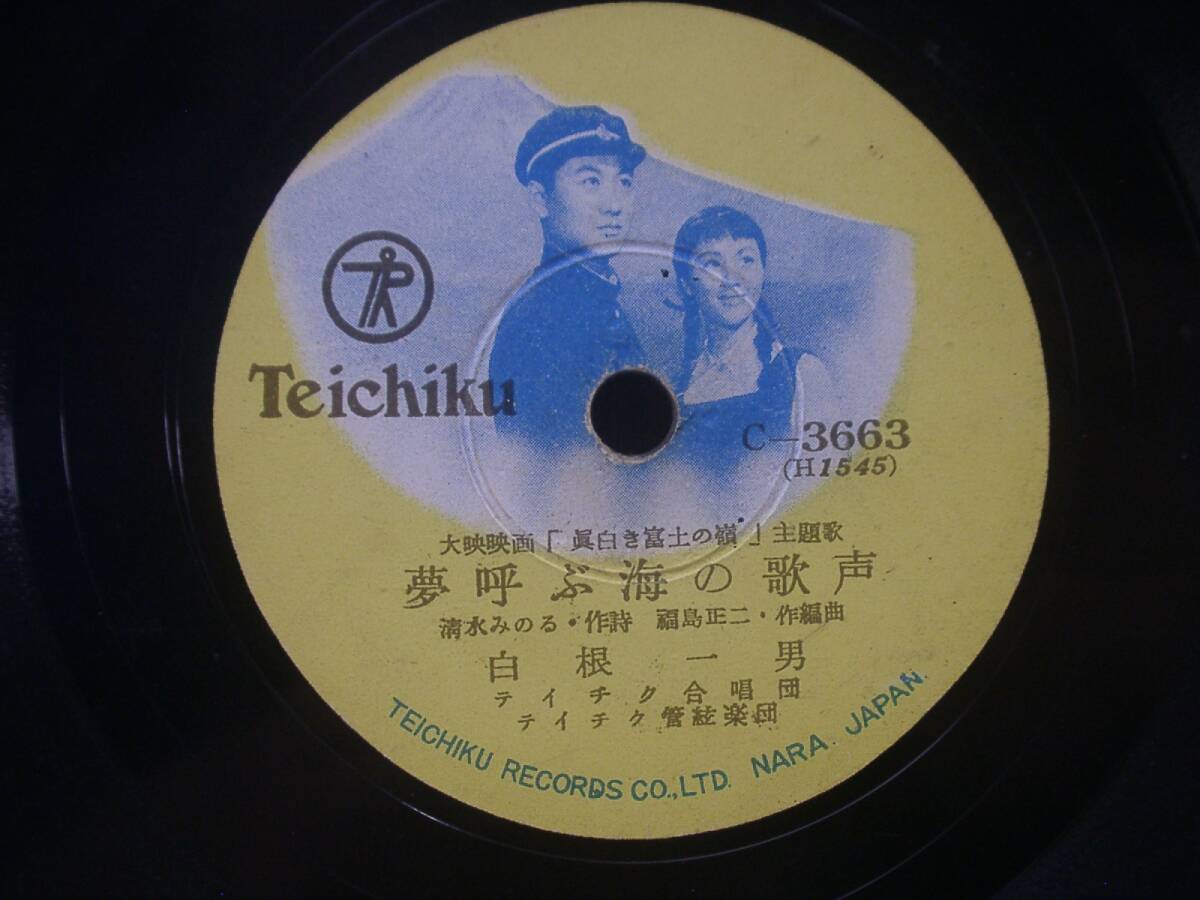 Teichiku
C-3663
(H1545)
大映映画「眞白き富士の嶺」主題歌
夢呼ぶ海の歌声
清水みのる・作詩 福島正二・作編曲
白根一男
テイチク合唱団
テイチク管絃楽団
TEICHIKU RECORDS CO.,LTD. NARA. JAPAN.